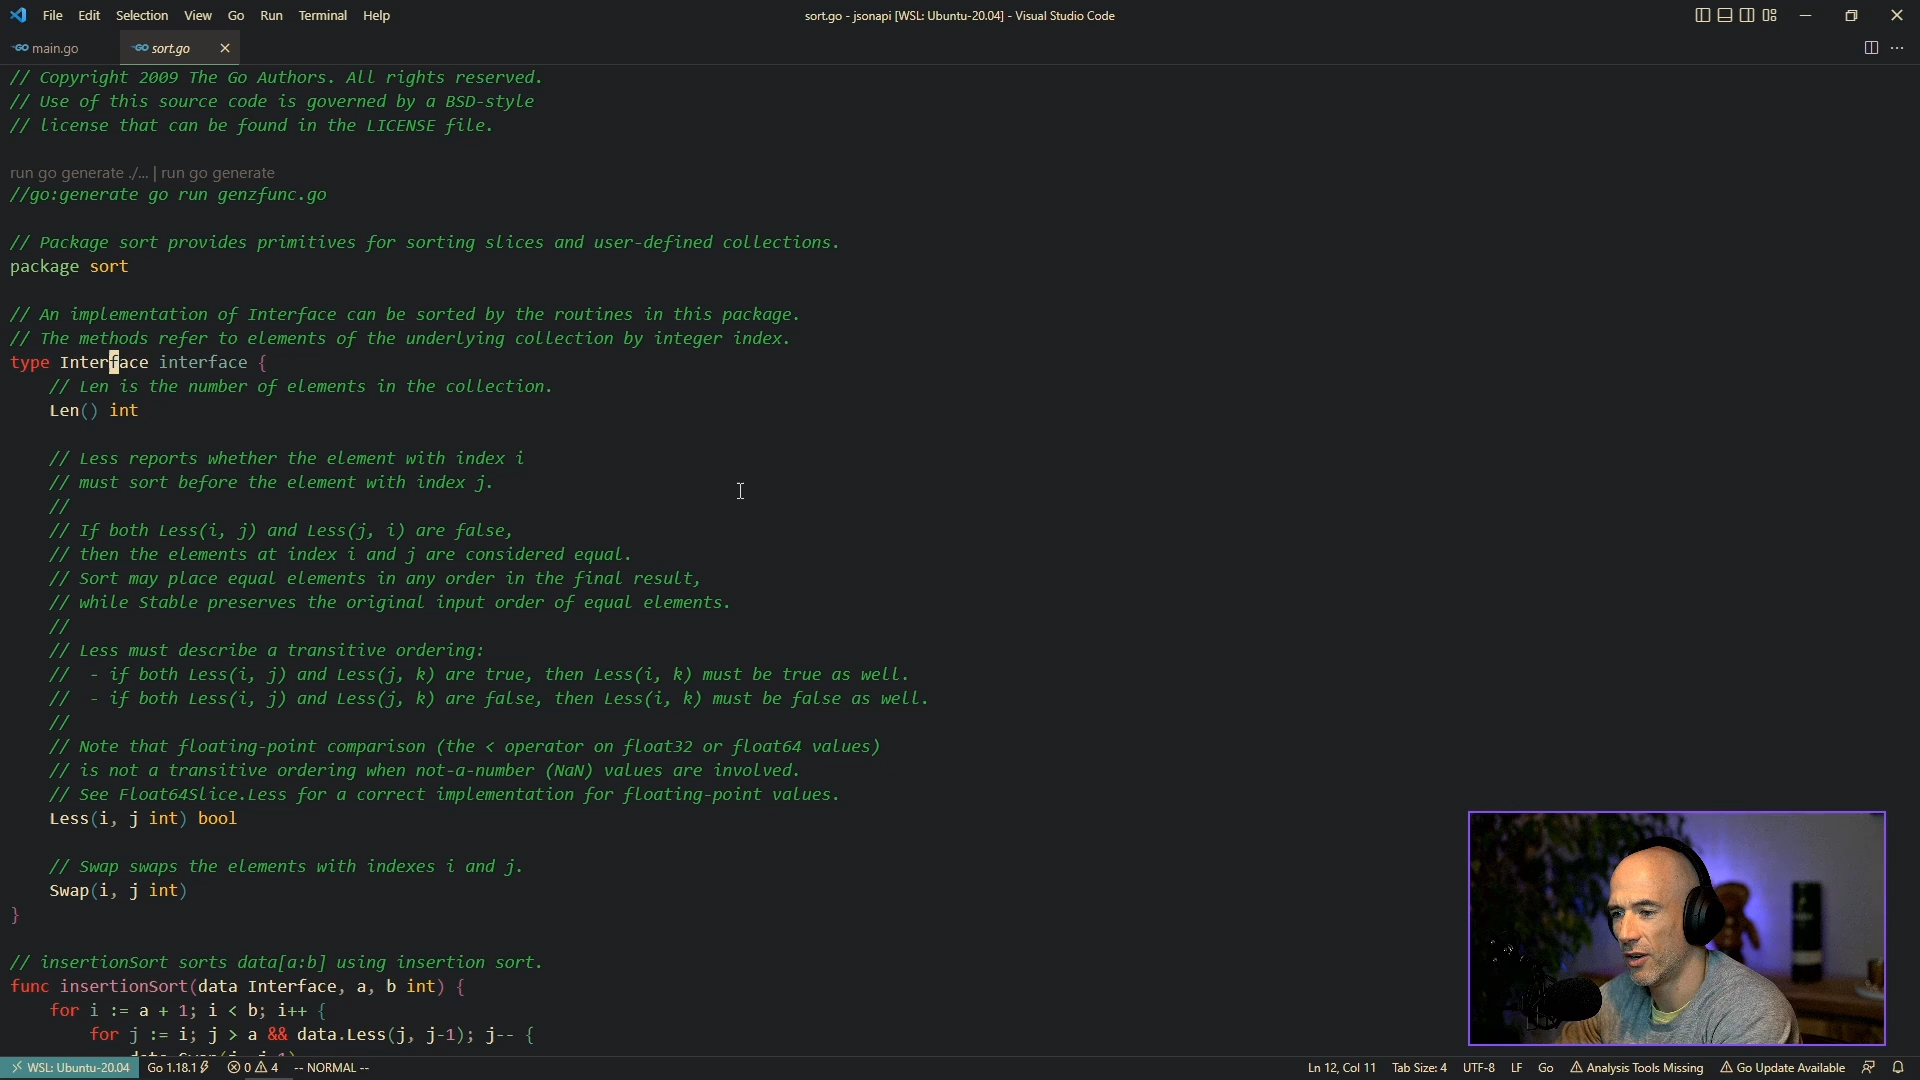 File Edit Selection View Go Run Terminal Help
sort.go - jsonapi [WSL: Ubuntu-20.04] - Visual Studio Code
main.go
sort.go
// Copyright 2009 The Go Authors. All rights reserved.
// Use of this source code is governed by a BSD-style
// license that can be found in the LICENSE file.
run go generate ./... | run go generate
//go:generate go run genzfunc.go
// Package sort provides primitives for sorting slices and user-defined collections.
package sort
// An implementation of Interface can be sorted by the routines in this package.
// The methods refer to elements of the underlying collection by integer index.
type Interface interface {
// Len is the number of elements in the collection.
Len() int
// Less reports whether the element with index i
// must sort before the element with index j.
//
// If both Less(i, j) and Less(j, i) are false,
// then the elements at index i and j are considered equal.
// Sort may place equal elements in any order in the final result,
// while Stable preserves the original input order of equal elements.
//
// Less must describe a transitive ordering:
//  - if both Less(i, j) and Less(j, k) are true, then Less(i, k) must be true as well.
//  - if both Less(i, j) and Less(j, k) are false, then Less(i, k) must be false as well.
//
// Note that floating-point comparison (the < operator on float32 or float64 values)
// is not a transitive ordering when not-a-number (NaN) values are involved.
// See Float64Slice.Less for a correct implementation for floating-point values.
Less(i, j int) bool
// Swap swaps the elements with indexes i and j.
Swap(i, j int)
}
// insertionSort sorts data[a:b] using insertion sort.
func insertionSort(data Interface, a, b int) {
for i := a + 1; i < b; i++ {
for j := i; j > a && data.Less(j, j-1); j-- {
WSL: Ubuntu-20.04 Go 1.18.1 0 4 -- NORMAL -- Ln 12, Col 11 Tab Size: 4 UTF-8 LF Go Analysis Tools Missing Go Update Available